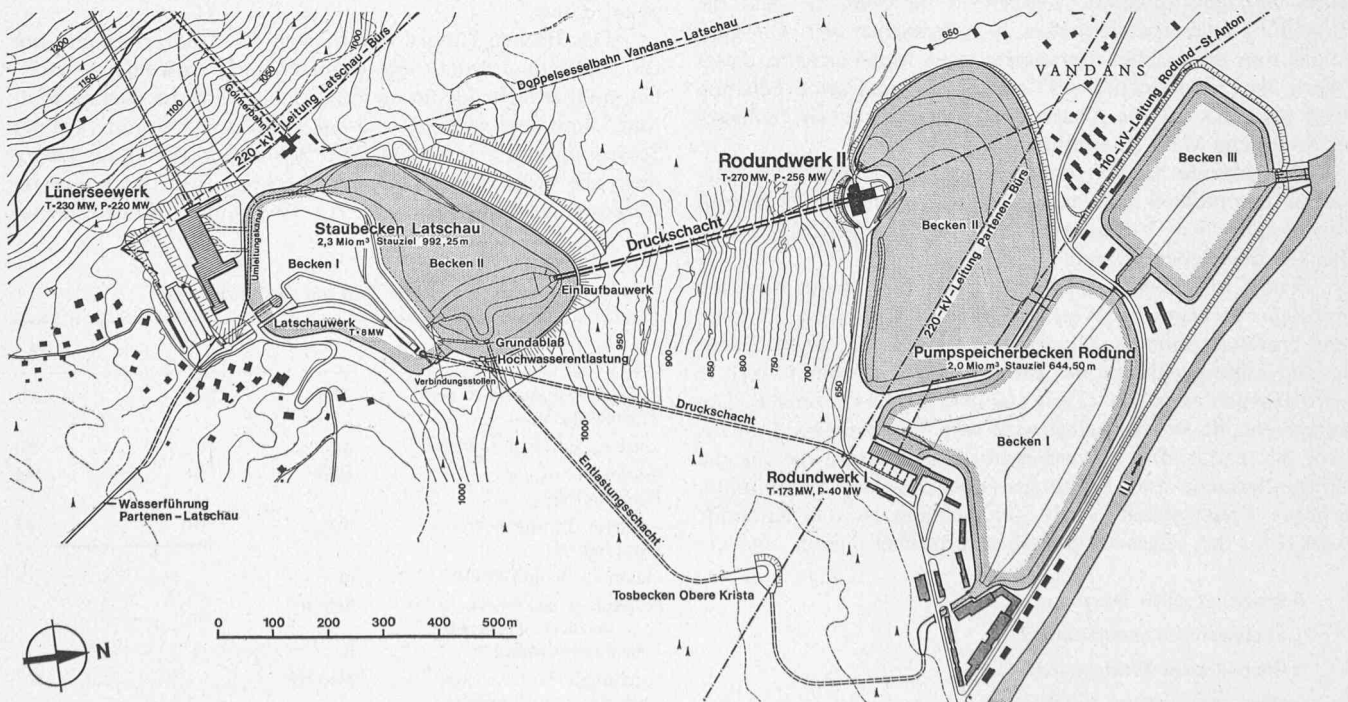 1200
1150
1100
1050
1000
Golmerbahn
220-kV-Leitung Latschau-Bürs
Doppelsesselbahn Vandans-Latschau
650
VANDANS
110-kV-Leitung Rodund-St.Anton
Becken III
Lünerseewerk
T-230 MW, P-220 MW
Rodundwerk II
T-270 MW, P-256 MW
Staubecken Latschau
2,3 Mio m³ Stauziel 992,25 m
Umleitungskanal
Becken I
Becken II
Druckschacht
Becken II
220-kV-Leitung Partenen-Bürs
Einlaufbauwerk
Latschauwerk
T-8 MW
Grundablaß
Hochwasserentlastung
Verbindungsstollen
950
900
850
800
750
700
650
Pumpspeicherbecken Rodund
2,0 Mio m³, Stauziel 644,50 m
Druckschacht
Becken I
1000
1000
Rodundwerk I
T-173 MW, P-40 MW
ILL
Entlastungsschacht
Wasserführung
Partenen-Latschau
Tosbecken Obere Krista
N
0 100 200 300 400 500m